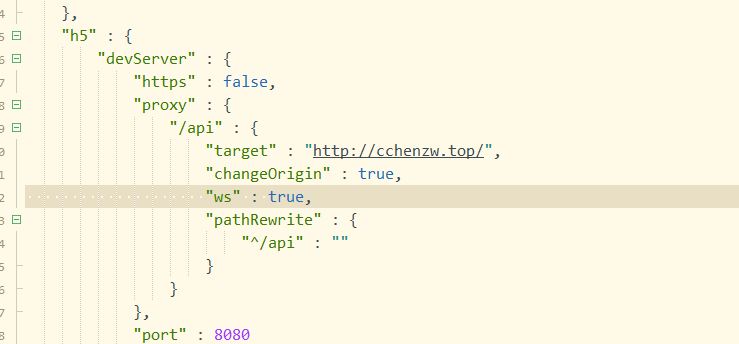 4 },
5 "h5" : {
6 "devServer" : {
7 "https" : false,
8 "proxy" : {
9 "/api" : {
0 "target" : "http://cchenzw.top/",
1 "changeOrigin" : true,
2 "ws" : true,
3 "pathRewrite" : {
4 "^/api" : ""
5 }
6 }
7 },
8 "port" : 8080